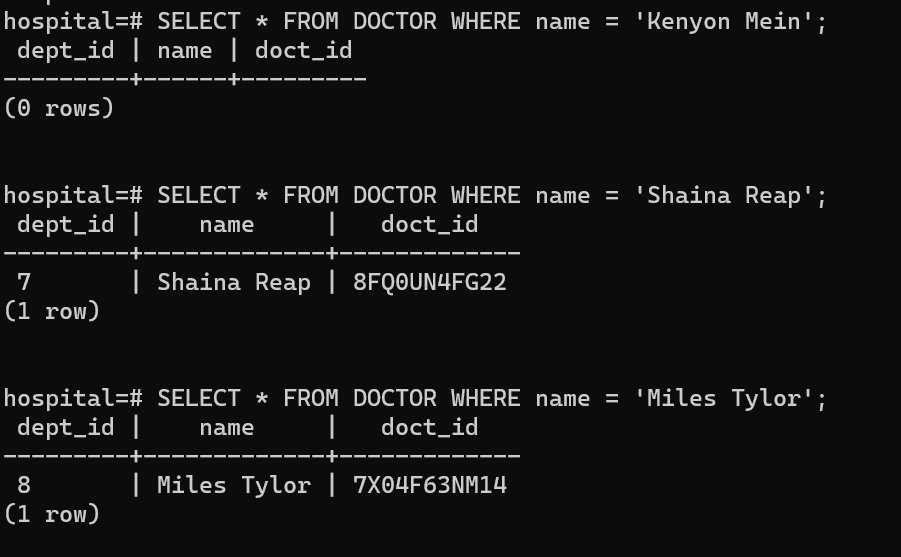 hospital=# SELECT * FROM DOCTOR WHERE name = 'Kenyon Mein';
 dept_id | name | doct_id
---------+------+---------
(0 rows)

hospital=# SELECT * FROM DOCTOR WHERE name = 'Shaina Reap';
 dept_id |    name     |   doct_id
---------+-------------+-------------
 7       | Shaina Reap | 8FQ0UN4FG22
(1 row)

hospital=# SELECT * FROM DOCTOR WHERE name = 'Miles Tylor';
 dept_id |    name     |   doct_id
---------+-------------+-------------
 8       | Miles Tylor | 7X04F63NM14
(1 row)